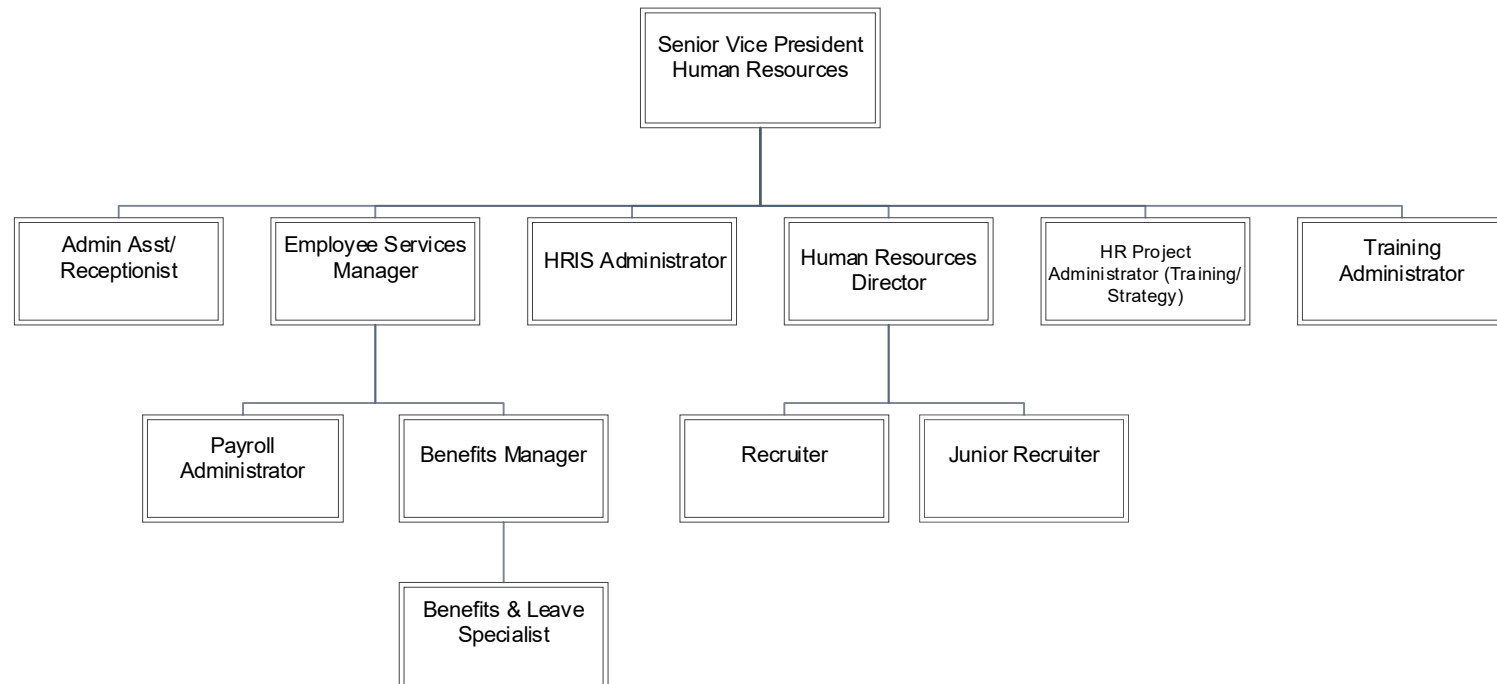 Senior Vice President
Human Resources
Admin Asst/
Receptionist
Employee Services
Manager
HRIS Administrator
Human Resources
Director
HR Project
Administrator (Training/
Strategy)
Training
Administrator
Payroll
Administrator
Benefits Manager
Recruiter
Junior Recruiter
Benefits & Leave
Specialist